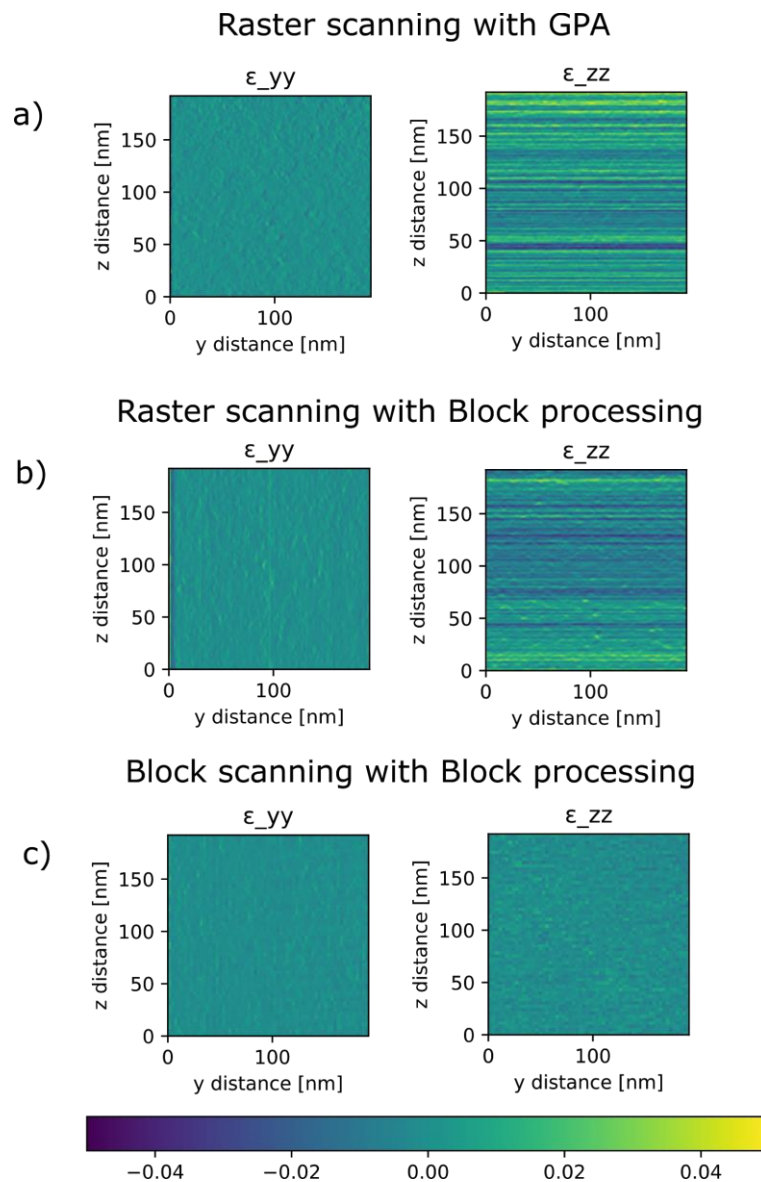 Raster scanning with GPA
a)
ε_yy
ε_zz
z distance [nm]
150
100
50
0
0
100
y distance [nm]
z distance [nm]
150
100
50
0
0
100
y distance [nm]
Raster scanning with Block processing
b)
ε_yy
ε_zz
z distance [nm]
150
100
50
0
0
100
y distance [nm]
z distance [nm]
150
100
50
0
0
100
y distance [nm]
Block scanning with Block processing
c)
ε_yy
ε_zz
z distance [nm]
150
100
50
0
0
100
y distance [nm]
z distance [nm]
150
100
50
0
0
100
y distance [nm]
−0.04 −0.02 0.00 0.02 0.04